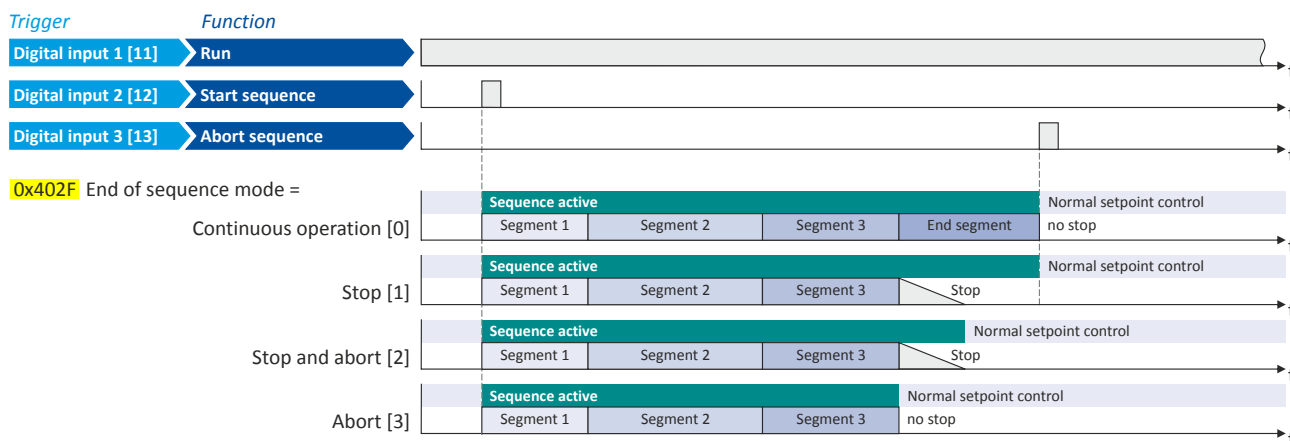 Trigger Function
Digital input 1 [11] Run
t
Digital input 2 [12] Start sequence
t
Digital input 3 [13] Abort sequence
t
0x402F End of sequence mode =
Sequence active Normal setpoint control
Continuous operation [0] Segment 1 Segment 2 Segment 3 End segment no stop
t
Sequence active Normal setpoint control
Stop [1] Segment 1 Segment 2 Segment 3 Stop
t
Sequence active Normal setpoint control
Stop and abort [2] Segment 1 Segment 2 Segment 3 Stop
t
Sequence active Normal setpoint control
Abort [3] Segment 1 Segment 2 Segment 3 no stop
t